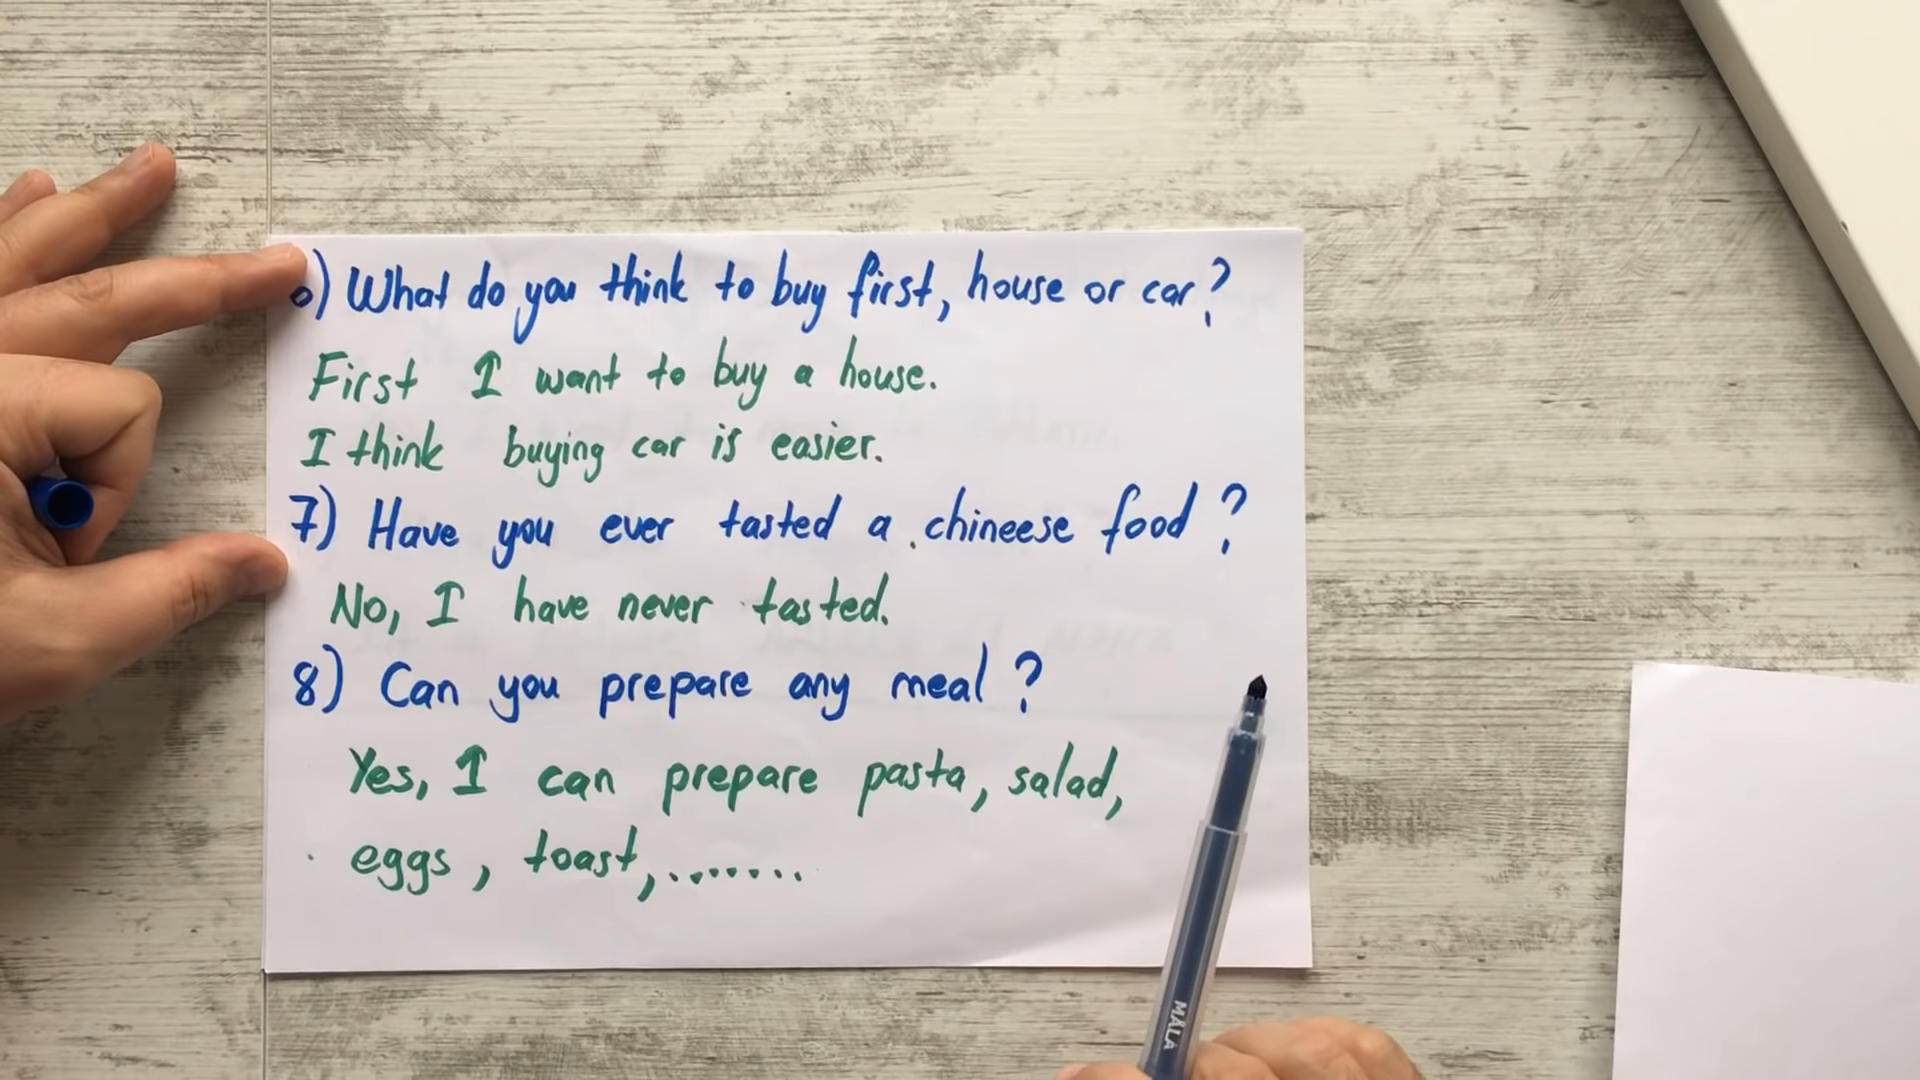 6) What do you think to buy first, house or car?
First I want to buy a house.
I think buying car is easier.
7) Have you ever tasted a chineese food?
No, I have never tasted.
8) Can you prepare any meal?
Yes, I can prepare pasta, salad,
eggs, toast,........
MÅLA